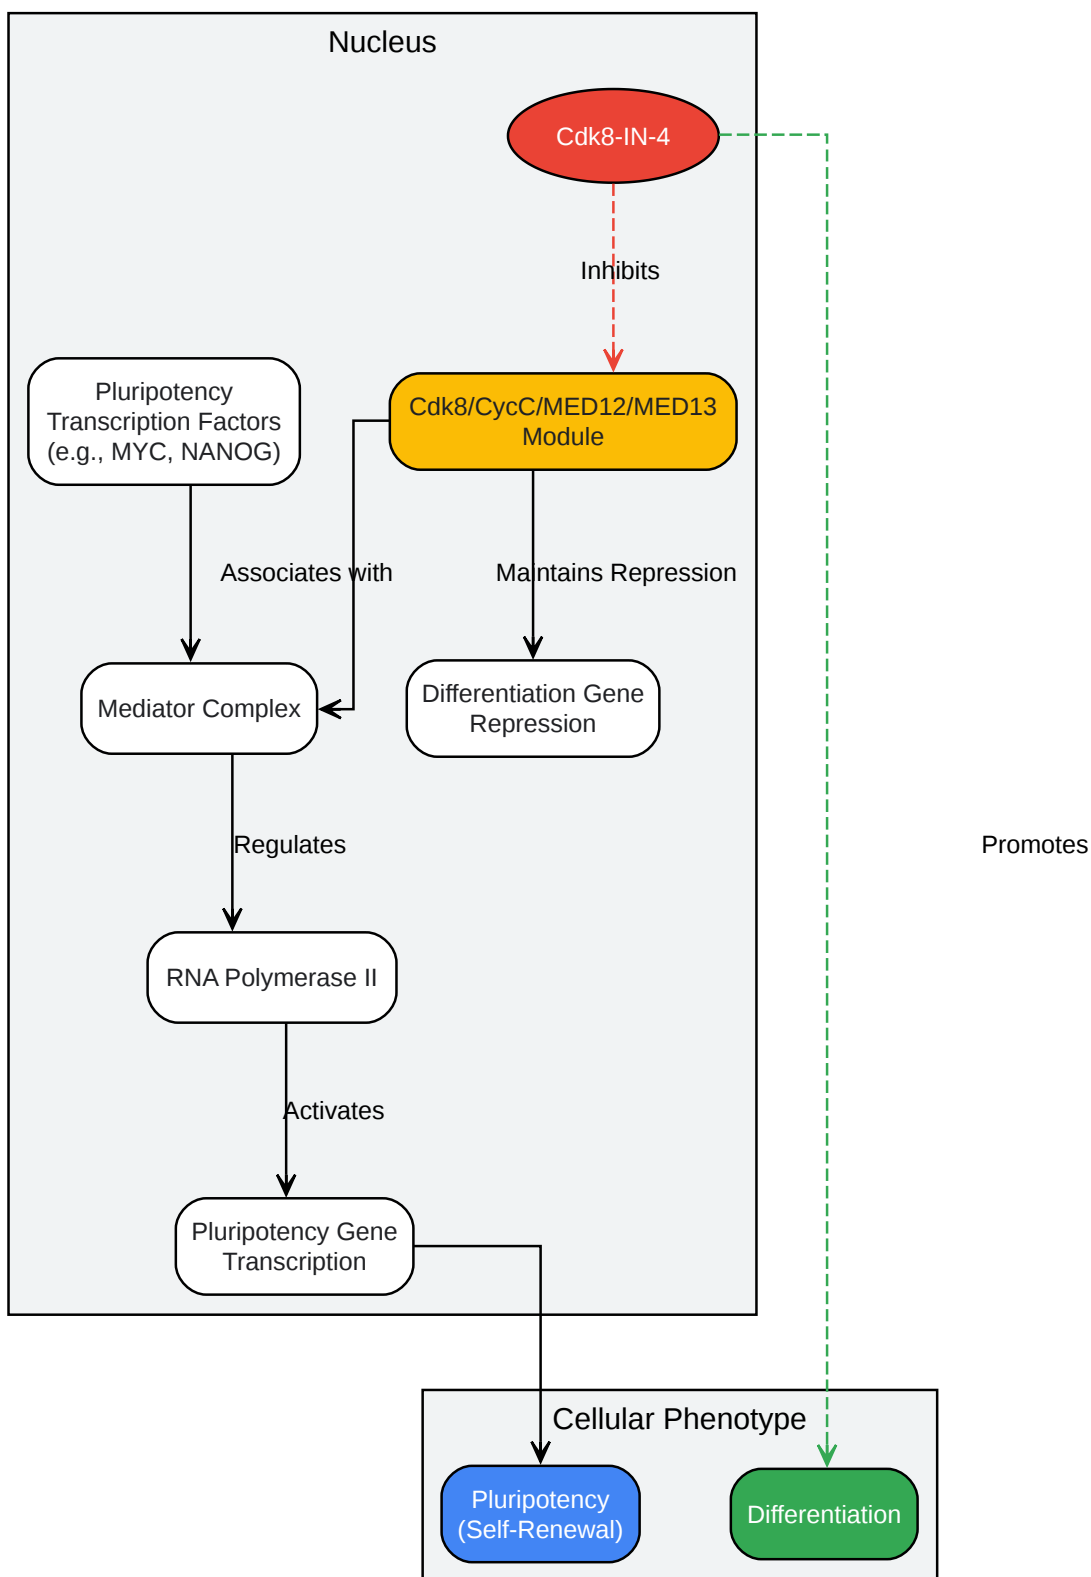 Nucleus
Cdk8-IN-4
Inhibits
Pluripotency
Transcription Factors
(e.g., MYC, NANOG)
Cdk8/CycC/MED12/MED13
Module
Associates with
Maintains Repression
Mediator Complex
Differentiation Gene
Repression
Regulates
Promotes
RNA Polymerase II
Activates
Pluripotency Gene
Transcription
Cellular Phenotype
Pluripotency
(Self-Renewal)
Differentiation